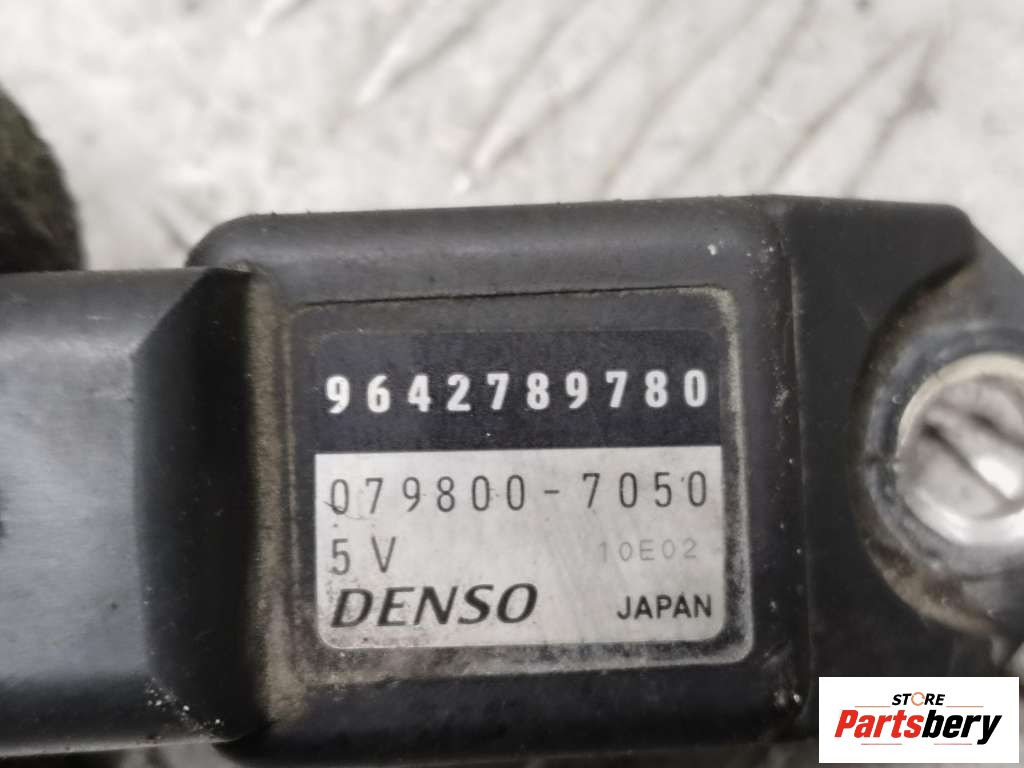 9642789780
079800-7050
5V 10E02
DENSO JAPAN
STORE
Partsbery